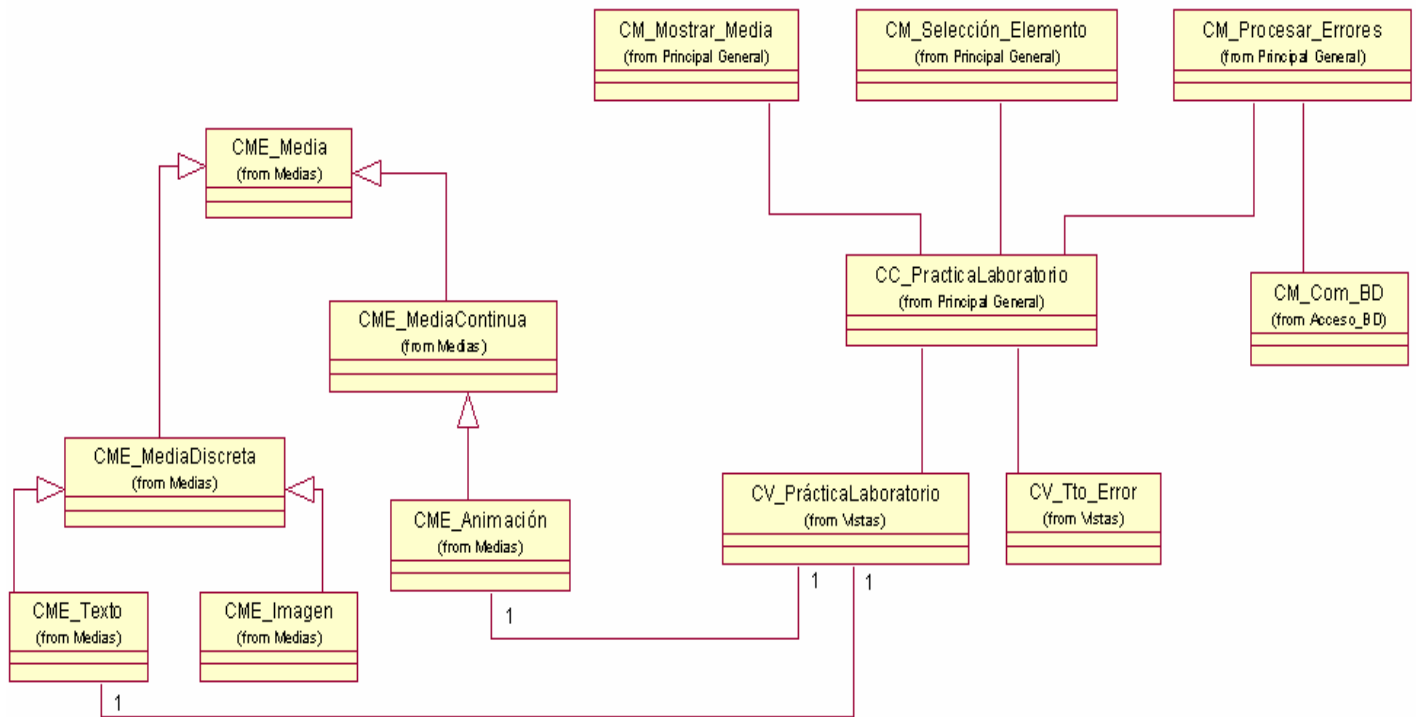 CM_Mostrar_Media
(from Principal General)
CM_Selección_Elemento
(from Principal General)
CM_Procesar_Errores
(from Principal General)
CME_Media
(from Medias)
CC_PracticaLaboratorio
(from Principal General)
CM_Com_BD
(from Acceso_BD)
CME_MediaContinua
(from Medias)
CME_MediaDiscreta
(from Medias)
CV_PrácticaLaboratorio
(from Vistas)
CV_Tto_Error
(from Vistas)
CME_Animación
(from Medias)
1
1
1
CME_Texto
(from Medias)
CME_Imagen
(from Medias)
1